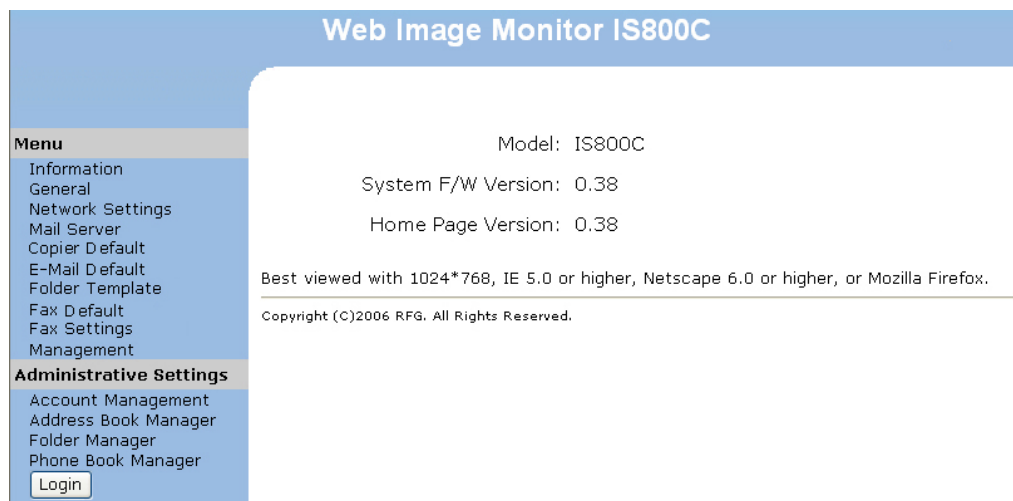 Web Image Monitor IS800C
Menu
Information
General
Network Settings
Mail Server
Copier Default
E-Mail Default
Folder Template
Fax Default
Fax Settings
Management
Administrative Settings
Account Management
Address Book Manager
Folder Manager
Phone Book Manager
Login
Model: IS800C
System F/W Version: 0.38
Home Page Version: 0.38
Best viewed with 1024*768, IE 5.0 or higher, Netscape 6.0 or higher, or Mozilla Firefox.
Copyright (C)2006 RFG. All Rights Reserved.